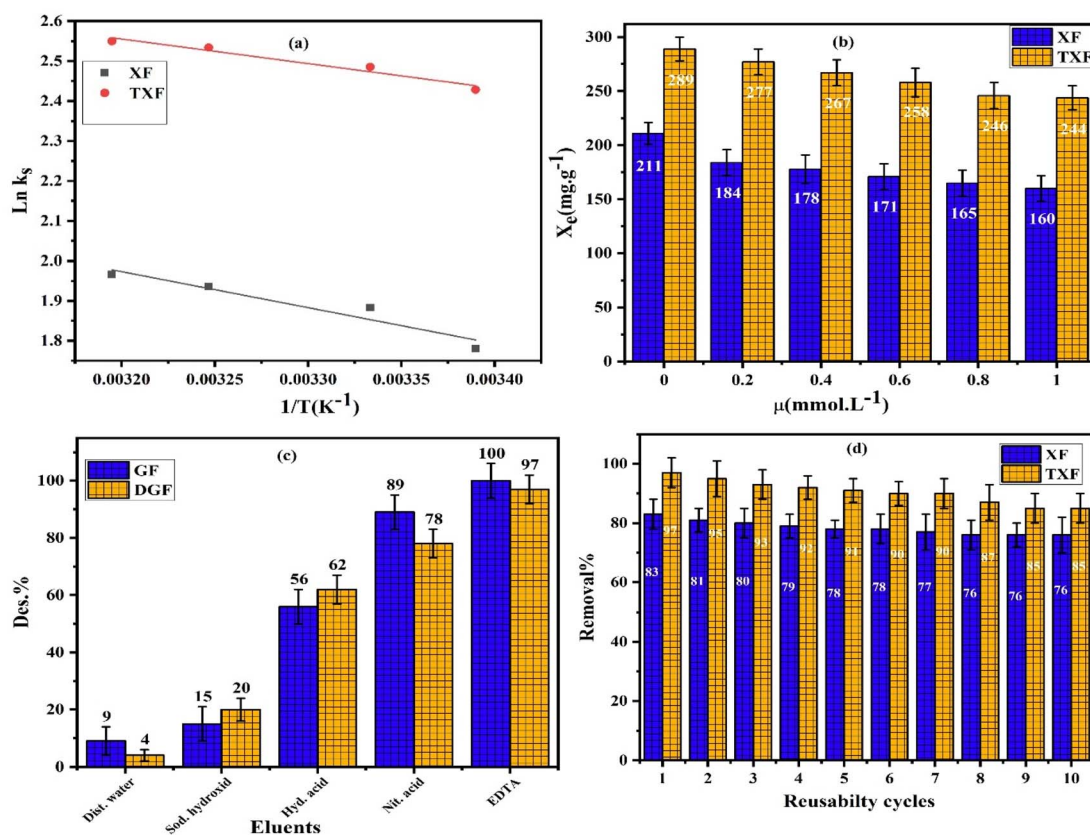 (a)
XF
TXF
2.6
2.5
2.4
2.3
2.2
2.1
2.0
1.9
1.8
Ln ks
0.00320 0.00325 0.00330 0.00335 0.00340
1/T(K-1)
(b)
XF
TXF
300
250
200
150
100
50
0
Xe(mg.g-1)
289 277 267 258 246 244
211 184 178 171 165 160
0 0.2 0.4 0.6 0.8 1
μ(mmol.L-1)
(c)
GF
DGF
100
80
60
40
20
0
Des.%
9 4 15 20 56 62 89 78 100 97
Dist. water Sod. hydroxid Hyd. acid Nit. acid EDTA
Eluents
(d)
XF
TXF
100
80
60
40
20
0
Removal%
97 95 93 92 91 90 90 87 85 85
83 81 80 79 78 78 77 76 76 76
1 2 3 4 5 6 7 8 9 10
Reusabilty cycles